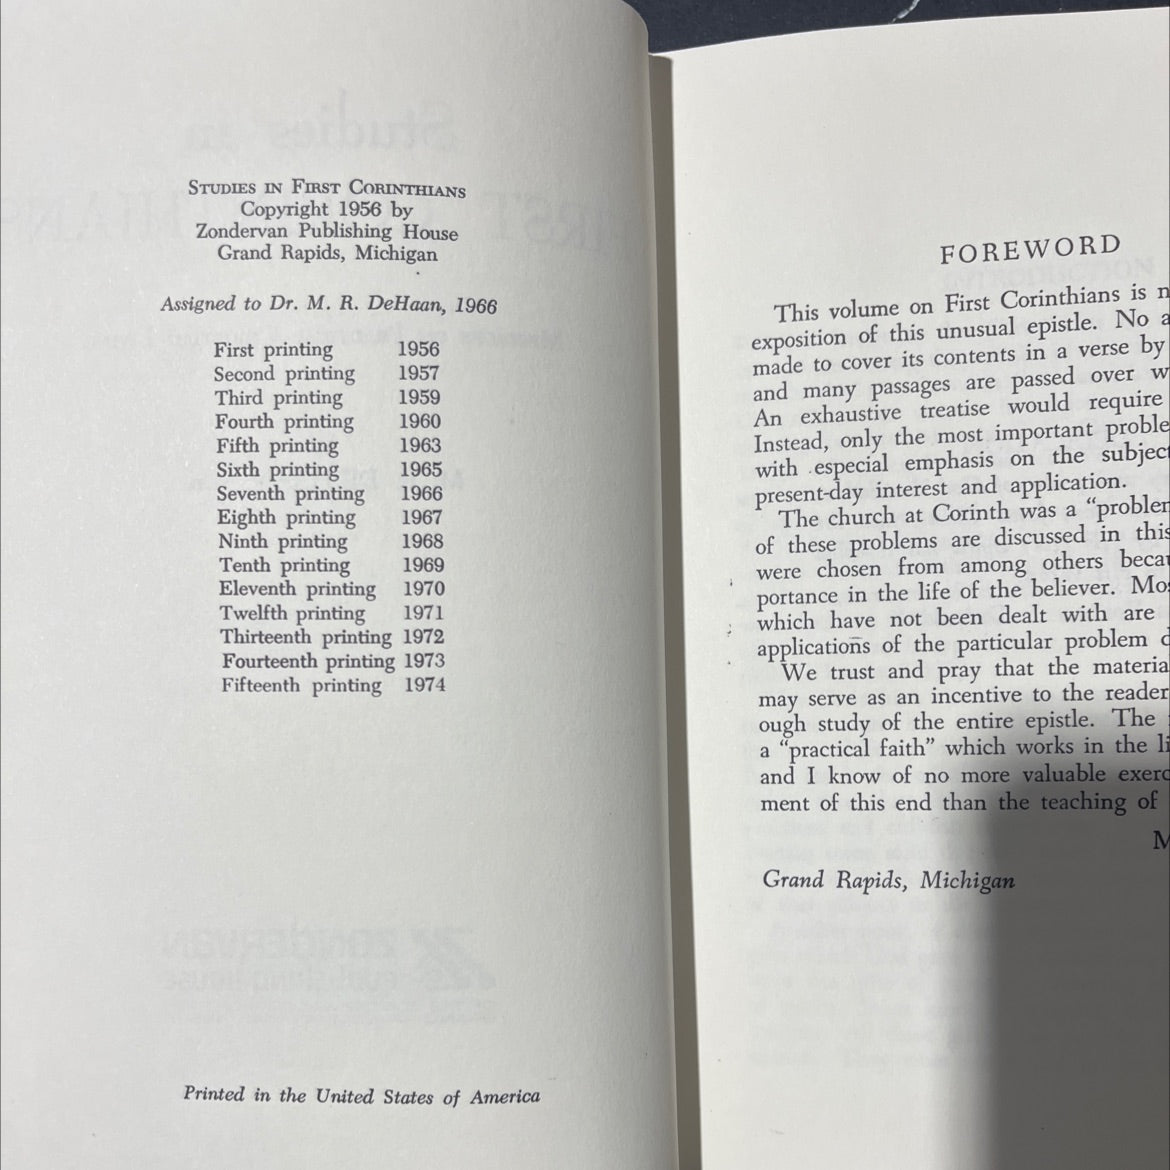 STUDIES IN FIRST CORINTHIANS
Copyright 1956 by
Zondervan Publishing House
Grand Rapids, Michigan
Assigned to Dr. M. R. DeHaan, 1966
First printing 1956
Second printing 1957
Third printing 1959
Fourth printing 1960
Fifth printing 1963
Sixth printing 1965
Seventh printing 1966
Eighth printing 1967
Ninth printing 1968
Tenth printing 1969
Eleventh printing 1970
Twelfth printing 1971
Thirteenth printing 1972
Fourteenth printing 1973
Fifteenth printing 1974
Printed in the United States of America
FOREWORD
This volume on First Corinthians is
exposition of this unusual epistle. No
made to cover its contents in a verse by
and many passages are passed over
An exhaustive treatise would require
Instead, only the most important
with especial emphasis on the
present-day interest and application.
The church at Corinth was a
of these problems are discussed in this
were chosen from among others
portance in the life of the believer.
which have not been dealt with are
applications of the particular problem
We trust and pray that the
may serve as an incentive to the reader
ough study of the entire epistle. The
a “practical faith” which works in the
and I know of no more valuable
ment of this end than the teaching of
Grand Rapids, Michigan